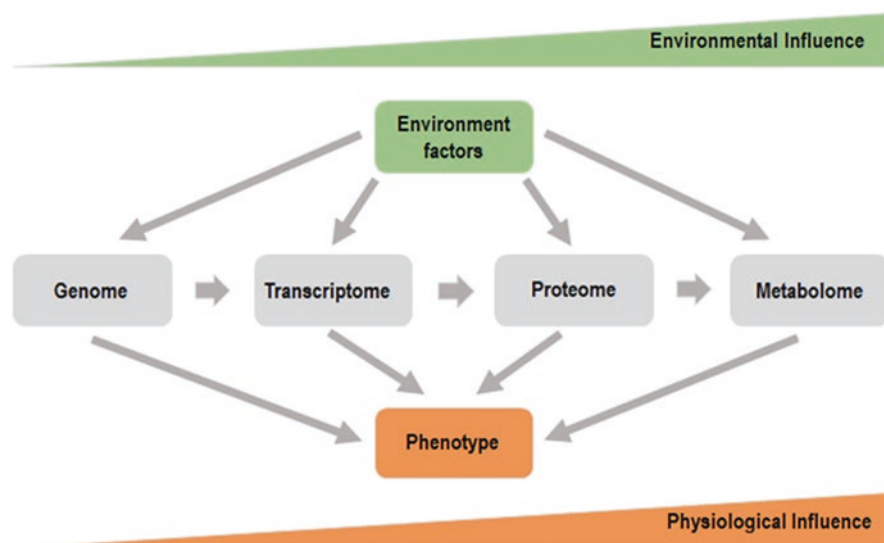 Environmental Influence
Environment
factors
Genome
Transcriptome
Proteome
Metabolome
Phenotype
Physiological Influence